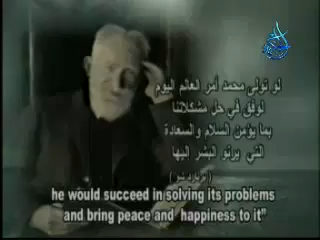 لو تولى محمد أمر العالم اليوم
لوفق في حل مشكلاتنا
بما يؤمن السلام والسعادة
التي يرنو البشر إليها
he would succeed in solving its problems
and bring peace and happiness to it"